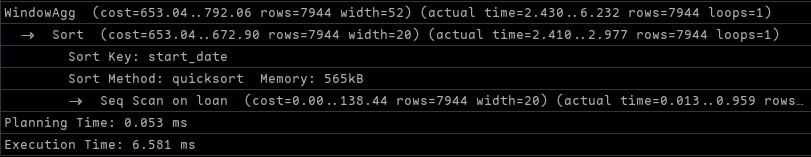 WindowAgg (cost=653.04..792.06 rows=7944 width=52) (actual time=2.430..6.232 rows=7944 loops=1)
→ Sort (cost=653.04..672.90 rows=7944 width=20) (actual time=2.410..2.977 rows=7944 loops=1)
Sort Key: start_date
Sort Method: quicksort Memory: 565kB
→ Seq Scan on loan (cost=0.00..138.44 rows=7944 width=20) (actual time=0.013..0.959 rows…
Planning Time: 0.053 ms
Execution Time: 6.581 ms